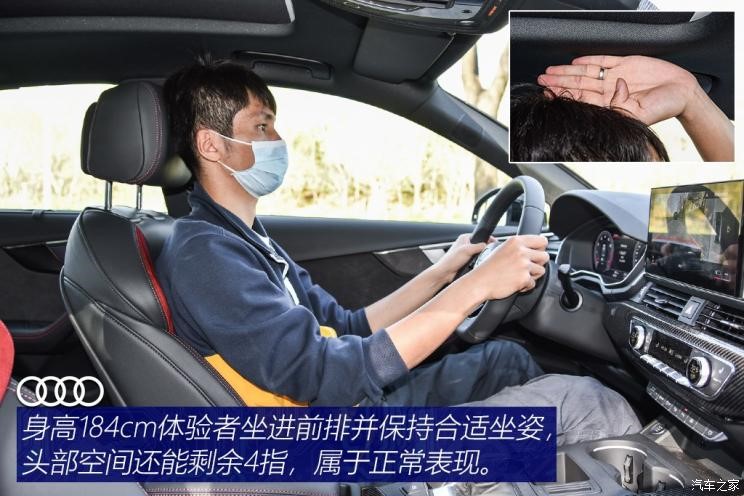 身高184cm体验者坐进前排并保持合适坐姿，
头部空间还能剩余4指，属于正常表现。
汽车之家